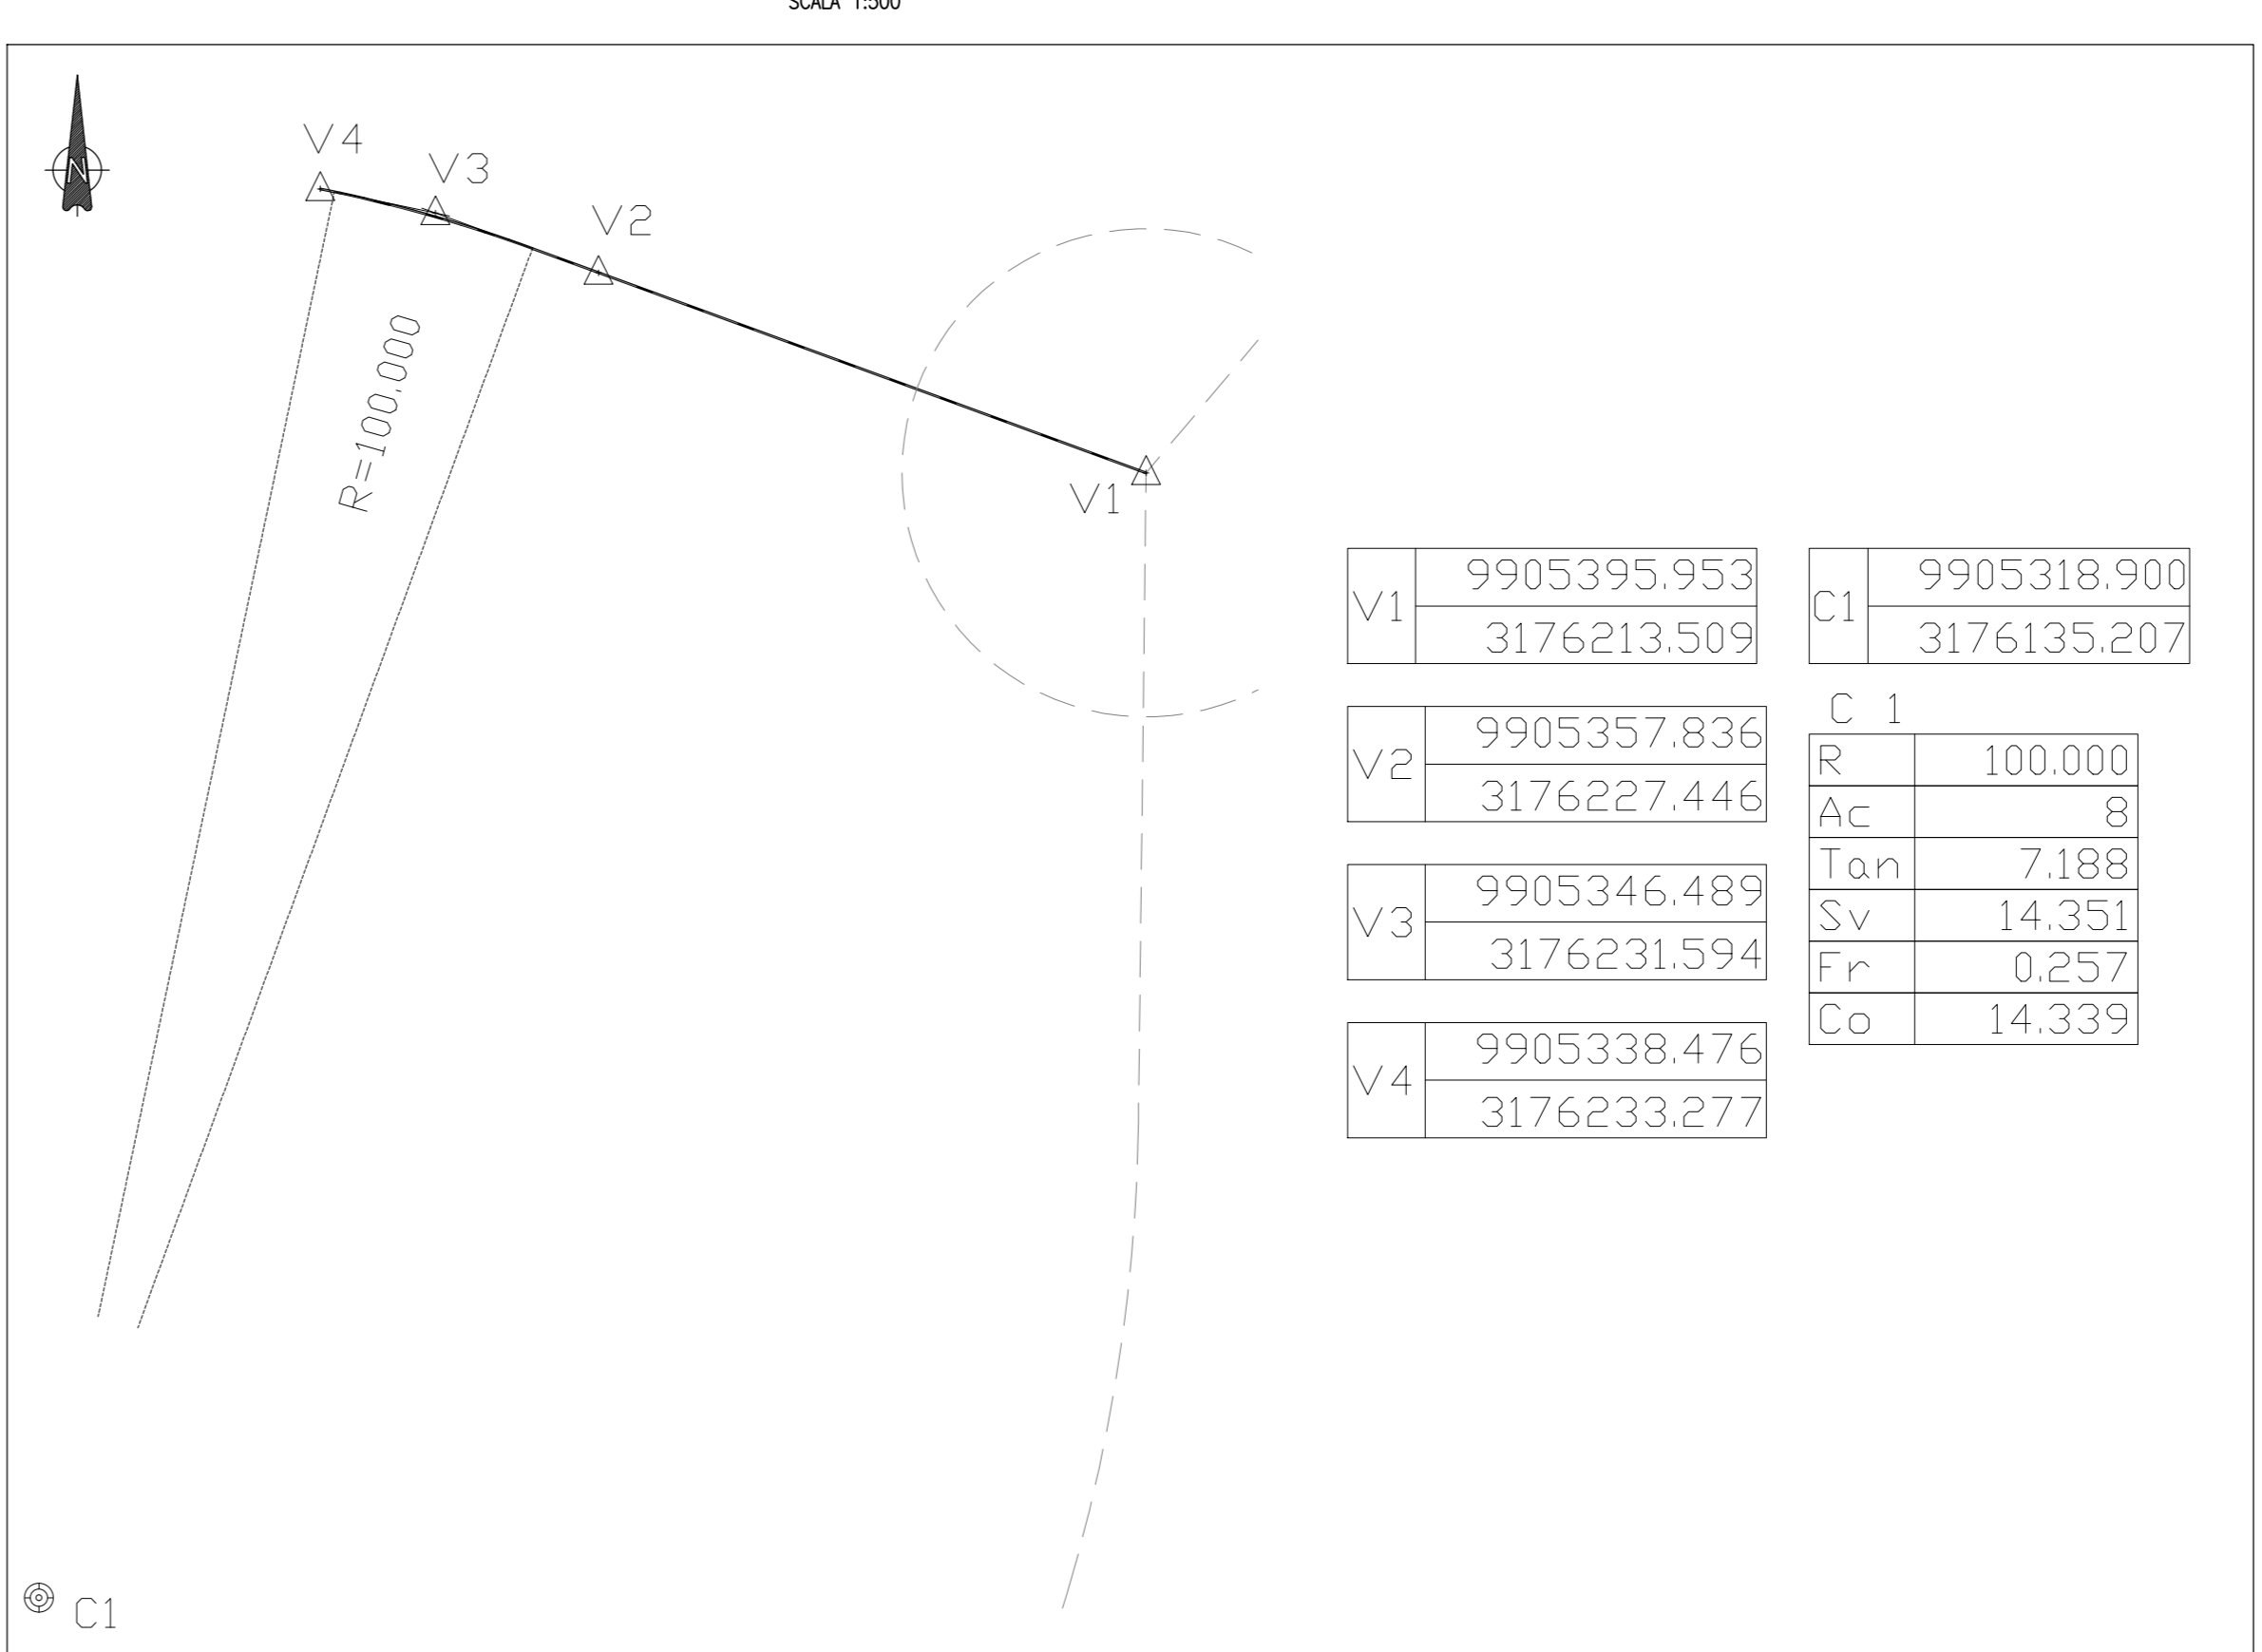 SCALA 1:500
N
V4
V3
V2
V1
R=100.000
C1
V1
9905395.953
3176213.509
V2
9905357.836
3176227.446
V3
9905346.489
3176231.594
V4
9905338.476
3176233.277
C1
9905318.900
3176135.207
C 1
R 100.000
Ac 8
Tan 7.188
Sv 14.351
Fr 0.257
Co 14.339